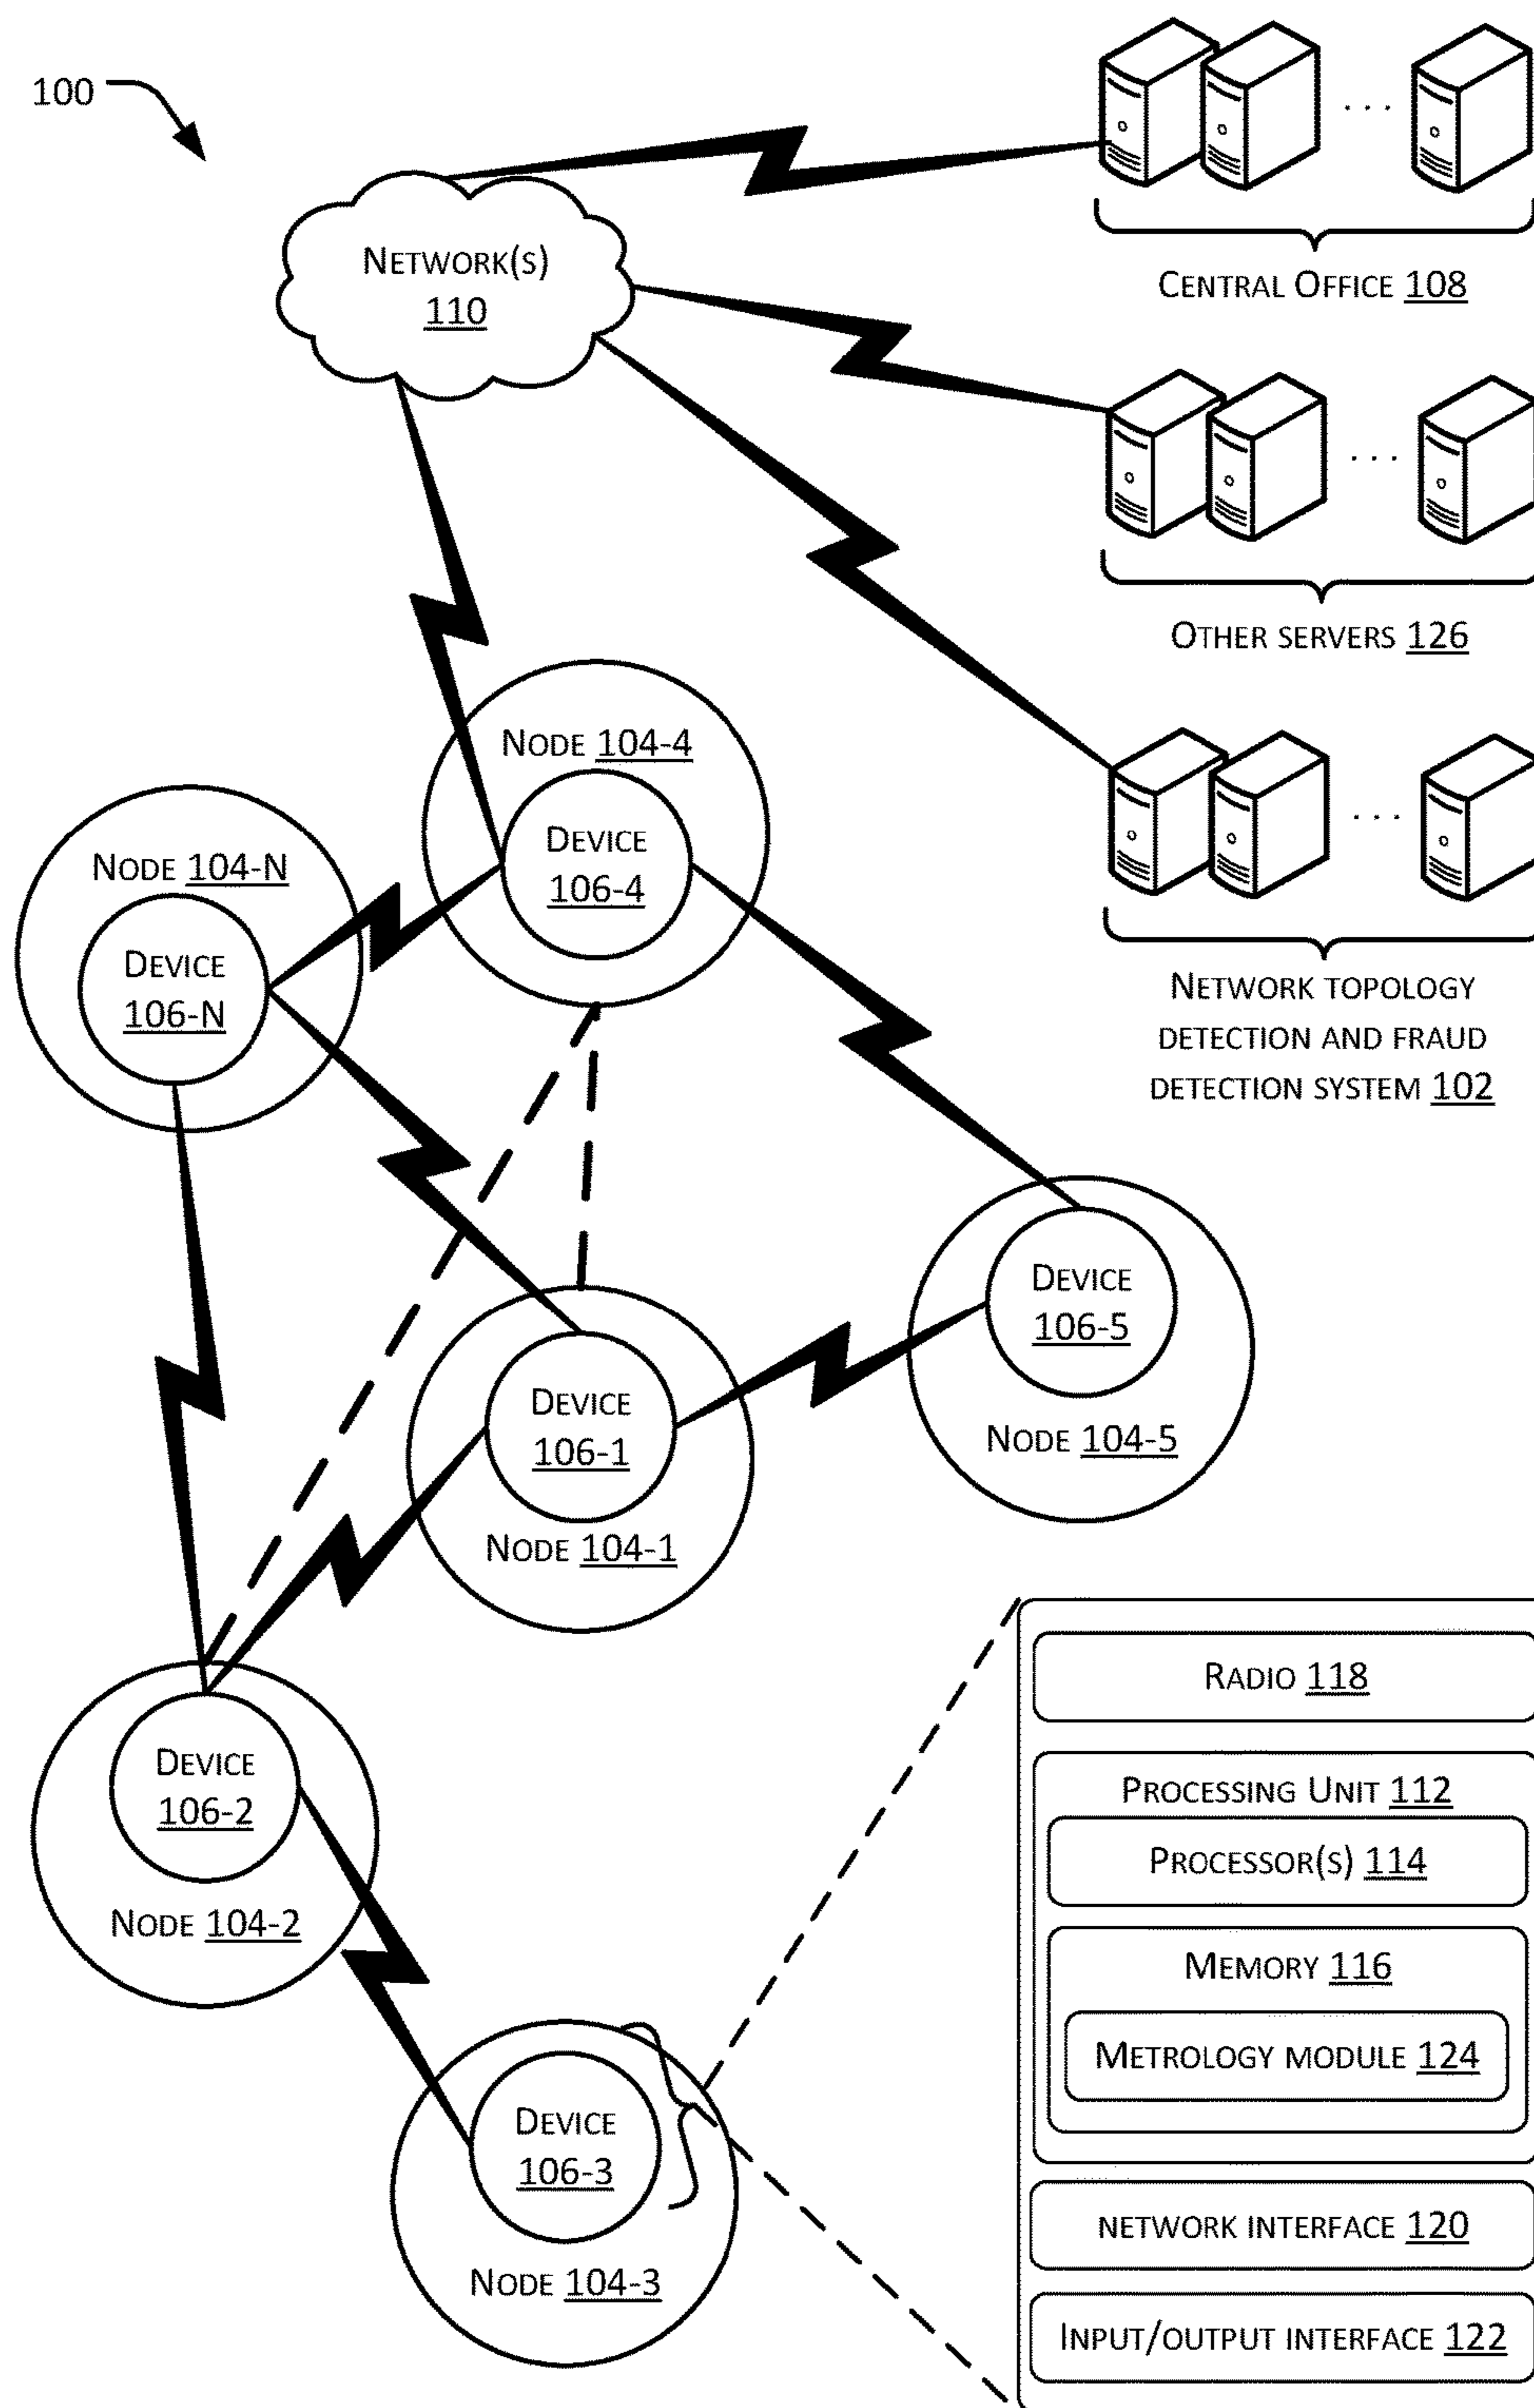 100
NETWORK(S)
110
CENTRAL OFFICE 108
OTHER SERVERS 126
NODE 104-4
DEVICE
106-4
NODE 104-N
DEVICE
106-N
NETWORK TOPOLOGY
DETECTION AND FRAUD
DETECTION SYSTEM 102
DEVICE
106-5
NODE 104-5
DEVICE
106-1
NODE 104-1
DEVICE
106-2
NODE 104-2
DEVICE
106-3
NODE 104-3
RADIO 118
PROCESSING UNIT 112
PROCESSOR(S) 114
MEMORY 116
METROLOGY MODULE 124
NETWORK INTERFACE 120
INPUT/OUTPUT INTERFACE 122